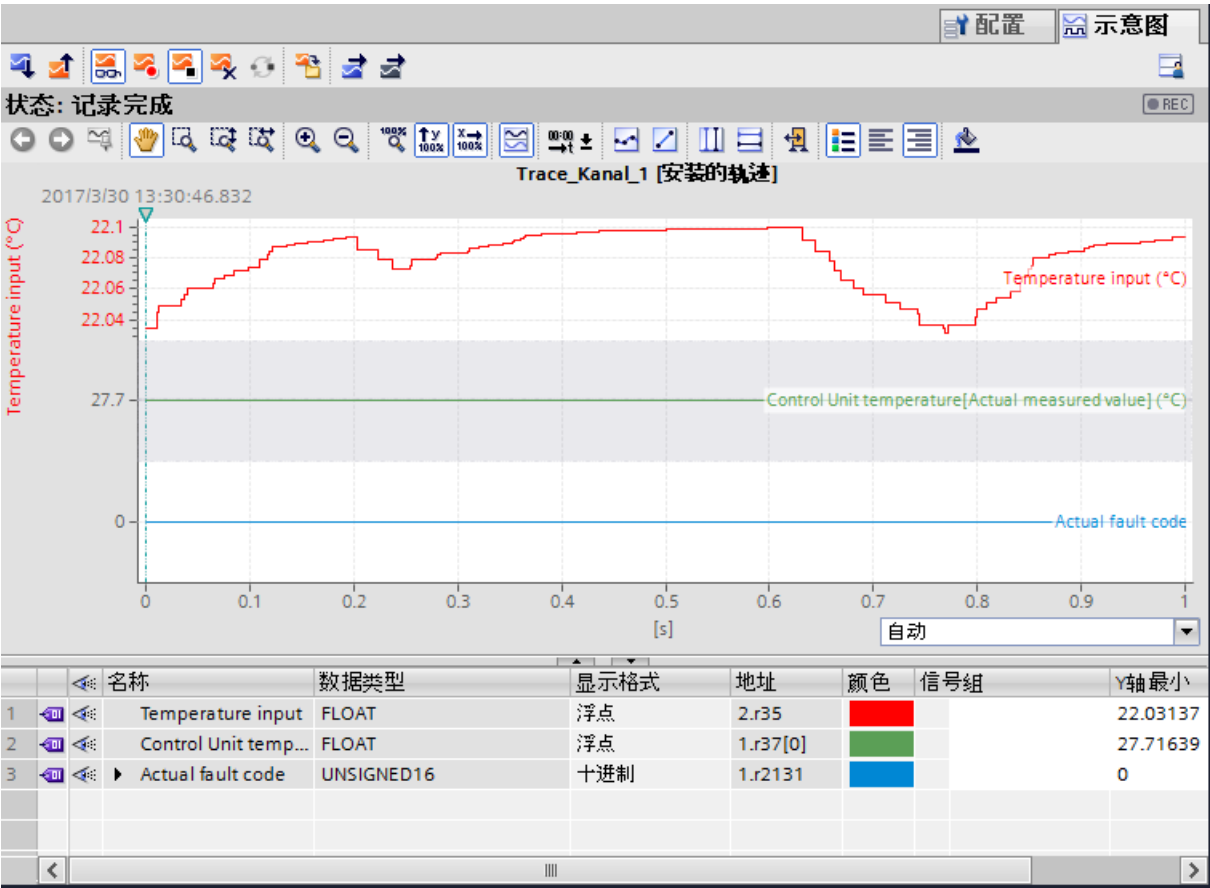 配置
示意图
状态: 记录完成
REC
Trace_Kanal_1 [安装的轨迹]
2017/3/30 13:30:46.832
Temperature input (°C)
22.1
22.08
22.06
22.04
Temperature input (°C)
27.7
Control Unit temperature[Actual measured value] (°C)
0
Actual fault code
0 0.1 0.2 0.3 0.4 0.5 0.6 0.7 0.8 0.9 1
[s]
自动
名称 数据类型 显示格式 地址 颜色 信号组 Y轴最小
1 Temperature input FLOAT 浮点 2.r35 22.03137
2 Control Unit temp... FLOAT 浮点 1.r37[0] 27.71639
3 Actual fault code UNSIGNED16 十进制 1.r2131 0